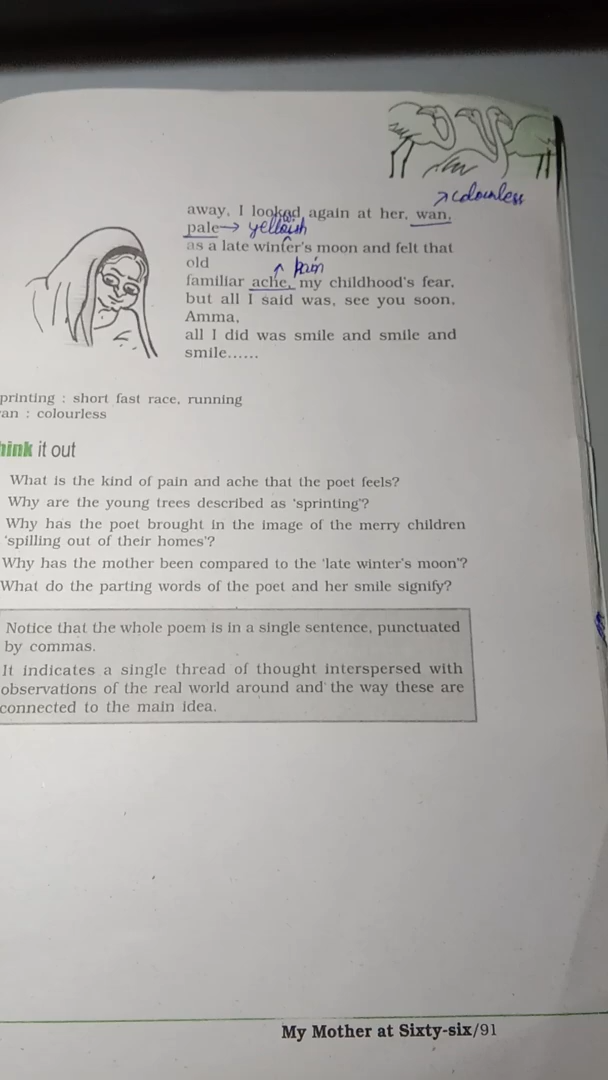 colourless
away, I looked again at her, wan,
pale → yellowish
as a late winter's moon and felt that
old
pain
familiar ache, my childhood's fear,
but all I said was, see you soon,
Amma,
all I did was smile and smile and
smile......
printing : short fast race, running
an : colourless
hink it out
What is the kind of pain and ache that the poet feels?
Why are the young trees described as 'sprinting'?
Why has the poet brought in the image of the merry children
'spilling out of their homes'?
Why has the mother been compared to the 'late winter's moon'?
What do the parting words of the poet and her smile signify?
Notice that the whole poem is in a single sentence, punctuated
by commas.
It indicates a single thread of thought interspersed with
observations of the real world around and the way these are
connected to the main idea.
My Mother at Sixty-six/91